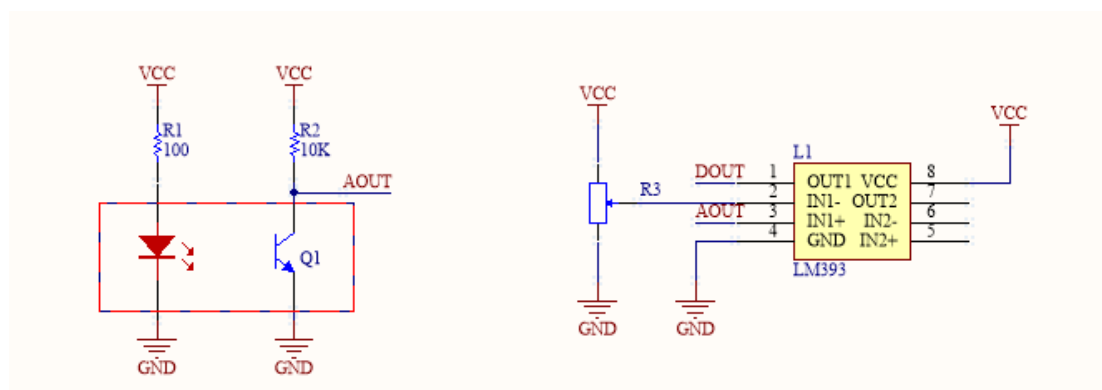 VCC
VCC
R1
100
R2
10K
AOUT
Q1
GND
GND
VCC
R3
GND
VCC
L1
DOUT 1 OUT1 VCC 8
2 IN1- OUT2 7
AOUT 3 IN1+ IN2- 6
4 GND IN2+ 5
LM393
GND